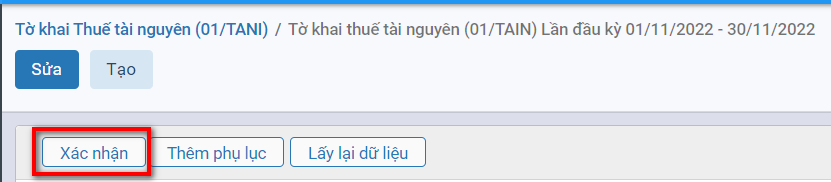 Tờ khai Thuế tài nguyên (01/TANI) / Tờ khai thuế tài nguyên (01/TAIN) Lần đầu kỳ 01/11/2022 - 30/11/2022
Sửa Tạo
Xác nhận Thêm phụ lục Lấy lại dữ liệu